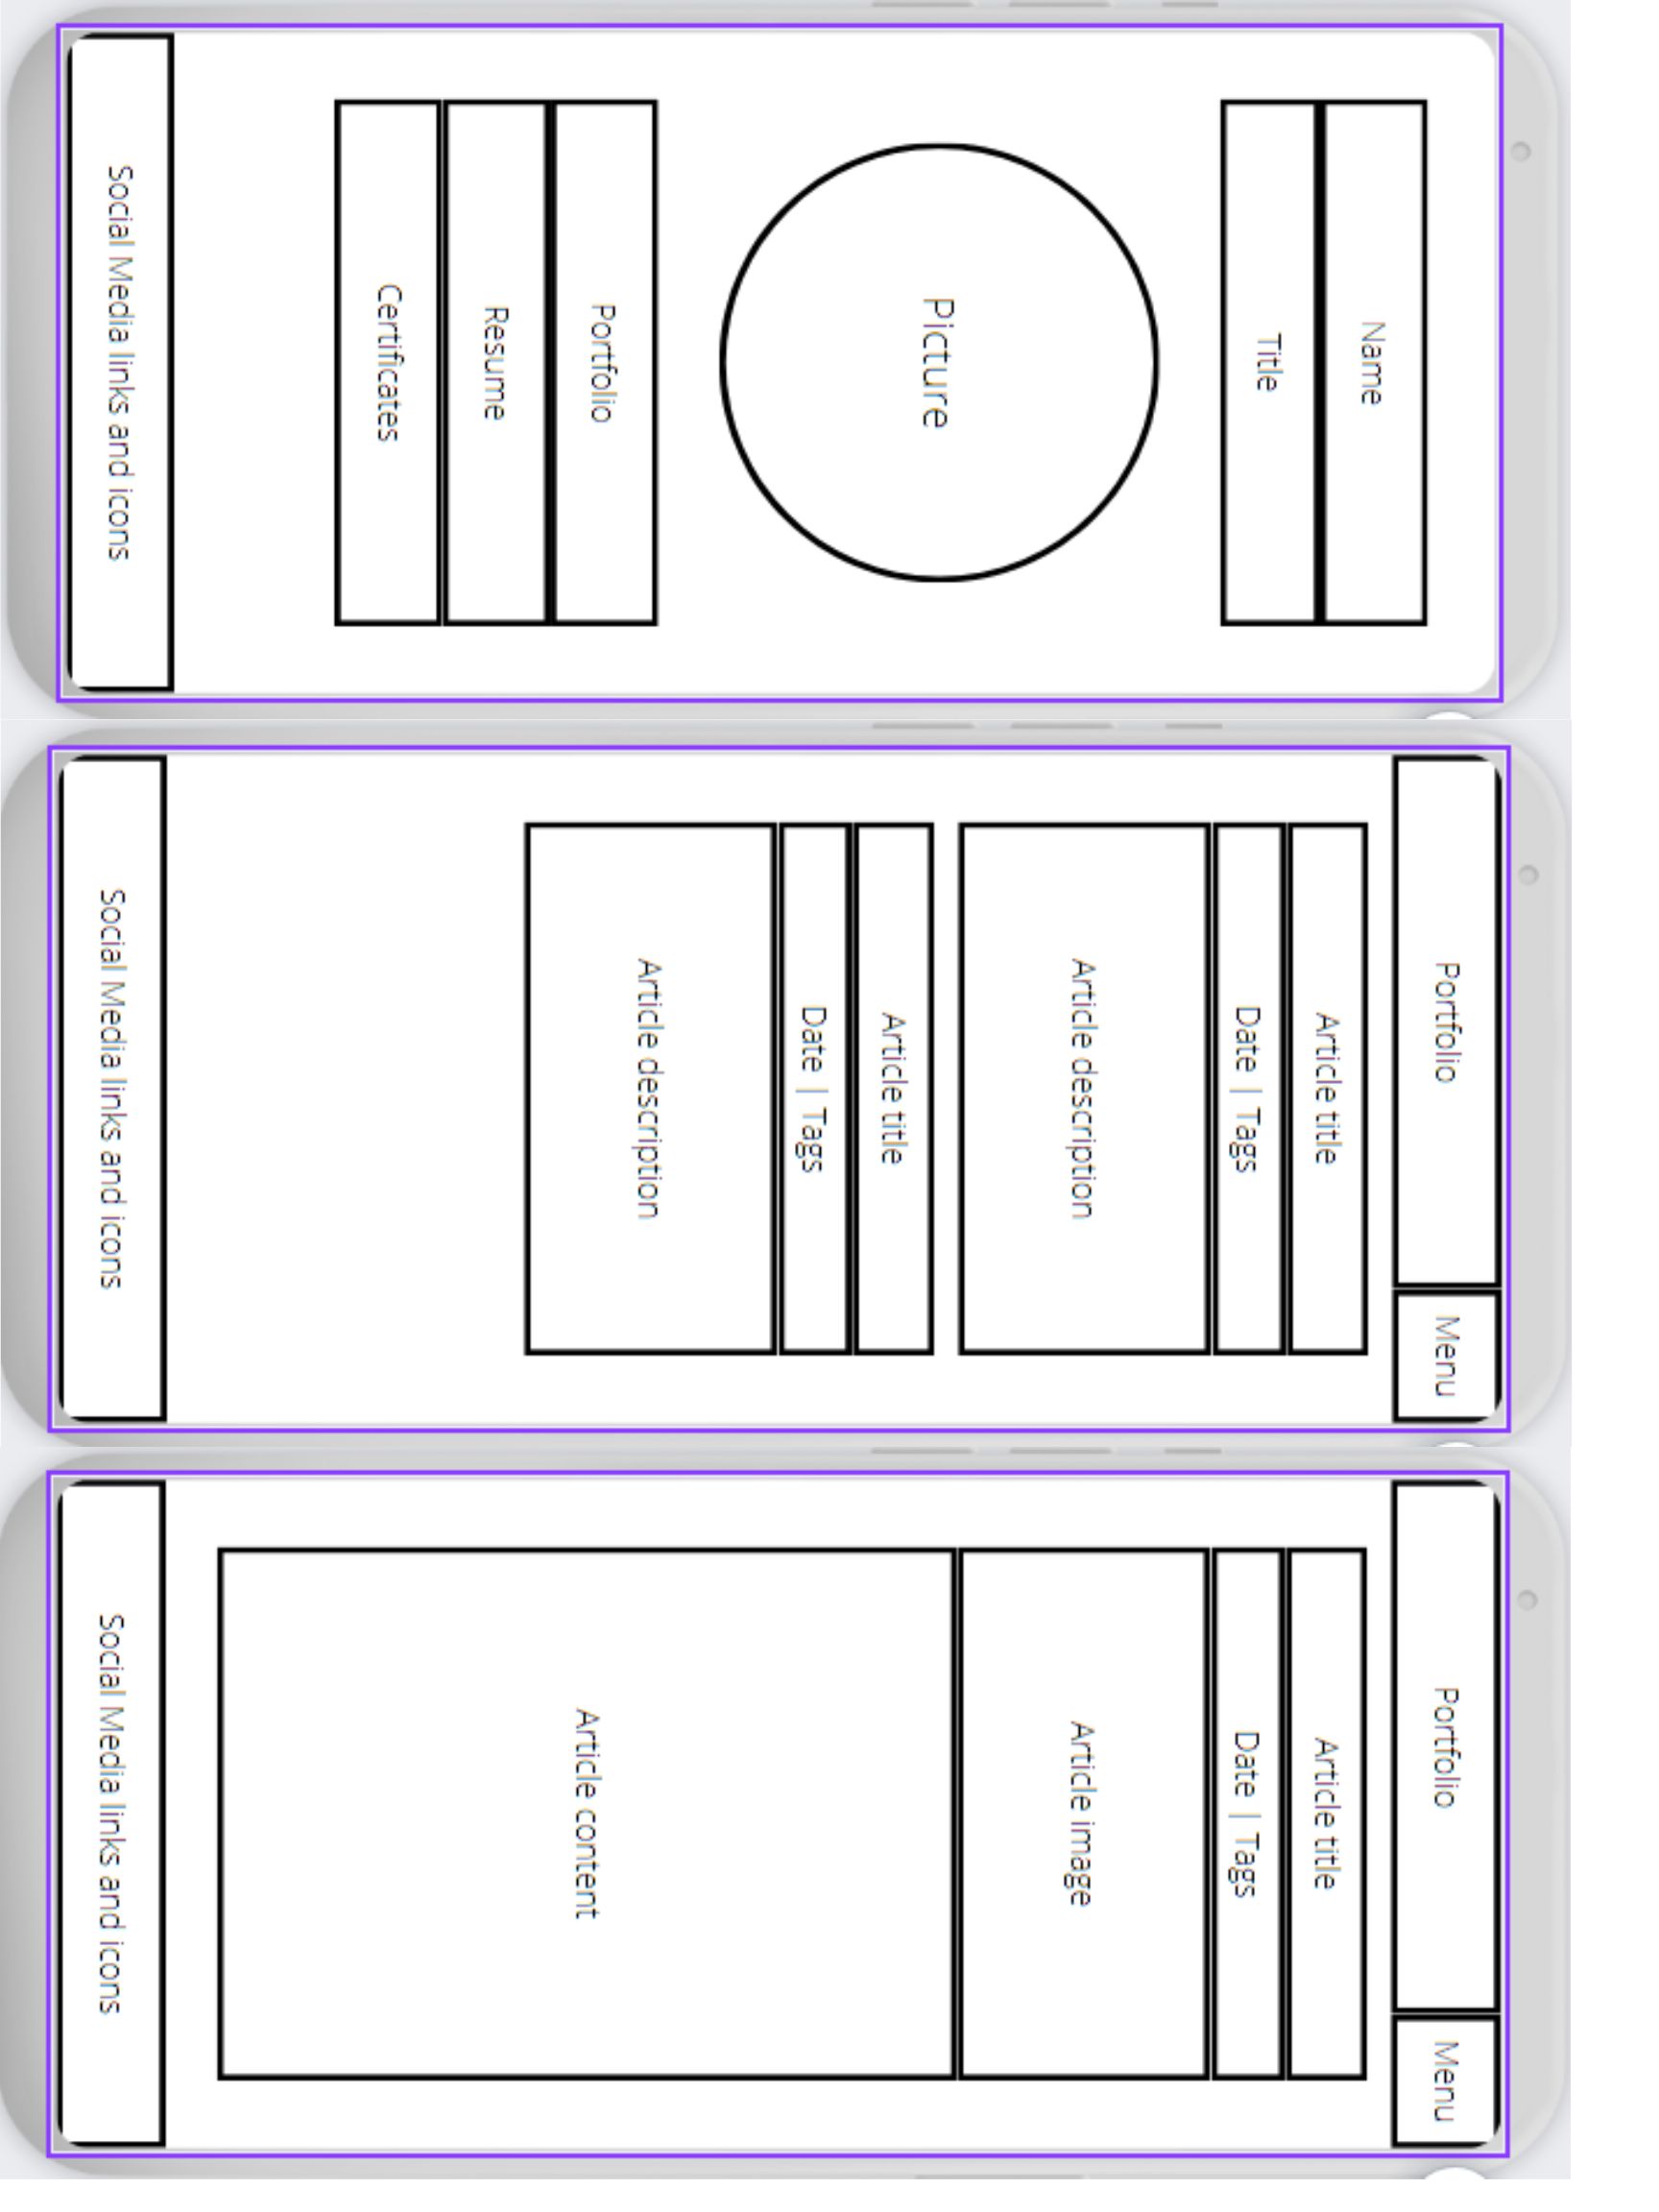 Name
Title
Picture
Portfolio
Resume
Certificates
Social Media links and icons
Portfolio
Menu
Article title
Date | Tags
Article description
Article title
Date | Tags
Article description
Social Media links and icons
Portfolio
Menu
Article title
Date | Tags
Article image
Article content
Social Media links and icons